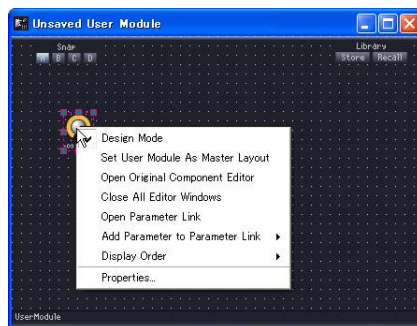 Unsaved User Module
Snap
Library
B C D
Store Recall
Design Mode
Set User Module As Master Layout
Open Original Component Editor
Close All Editor Windows
Open Parameter Link
Add Parameter to Parameter Link
Display Order
Properties...
UserModule